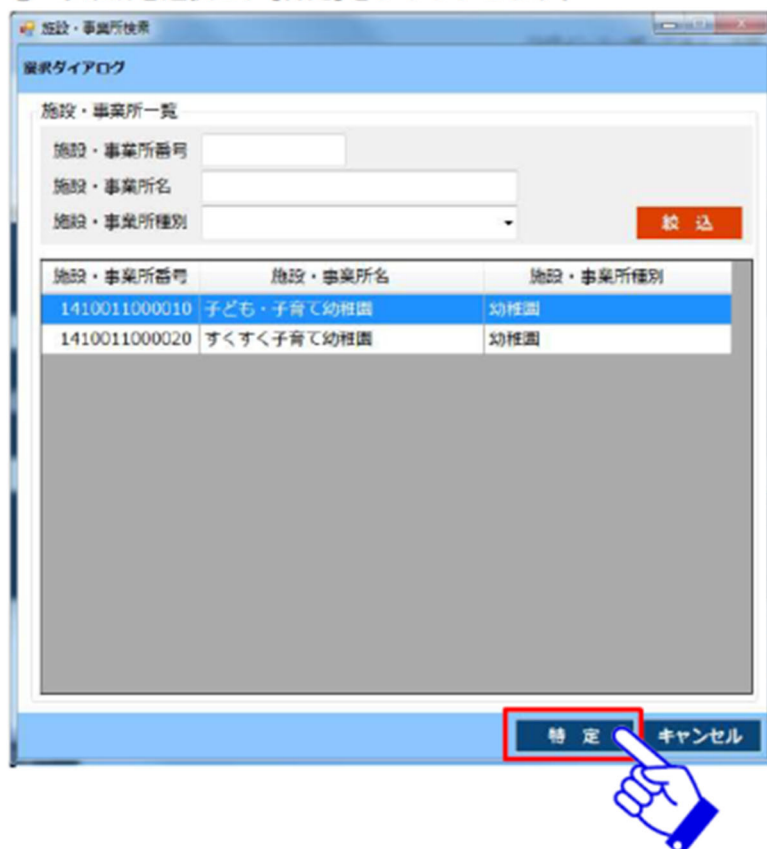 施設・事業所検索
選択ダイアログ
施設・事業所一覧
施設・事業所番号
施設・事業所名
施設・事業所種別
絞 込
施設・事業所番号 施設・事業所名 施設・事業所種別
1410011000010 子ども・子育て幼稚園 幼稚園
1410011000020 すくすく子育て幼稚園 幼稚園
特 定 キャンセル